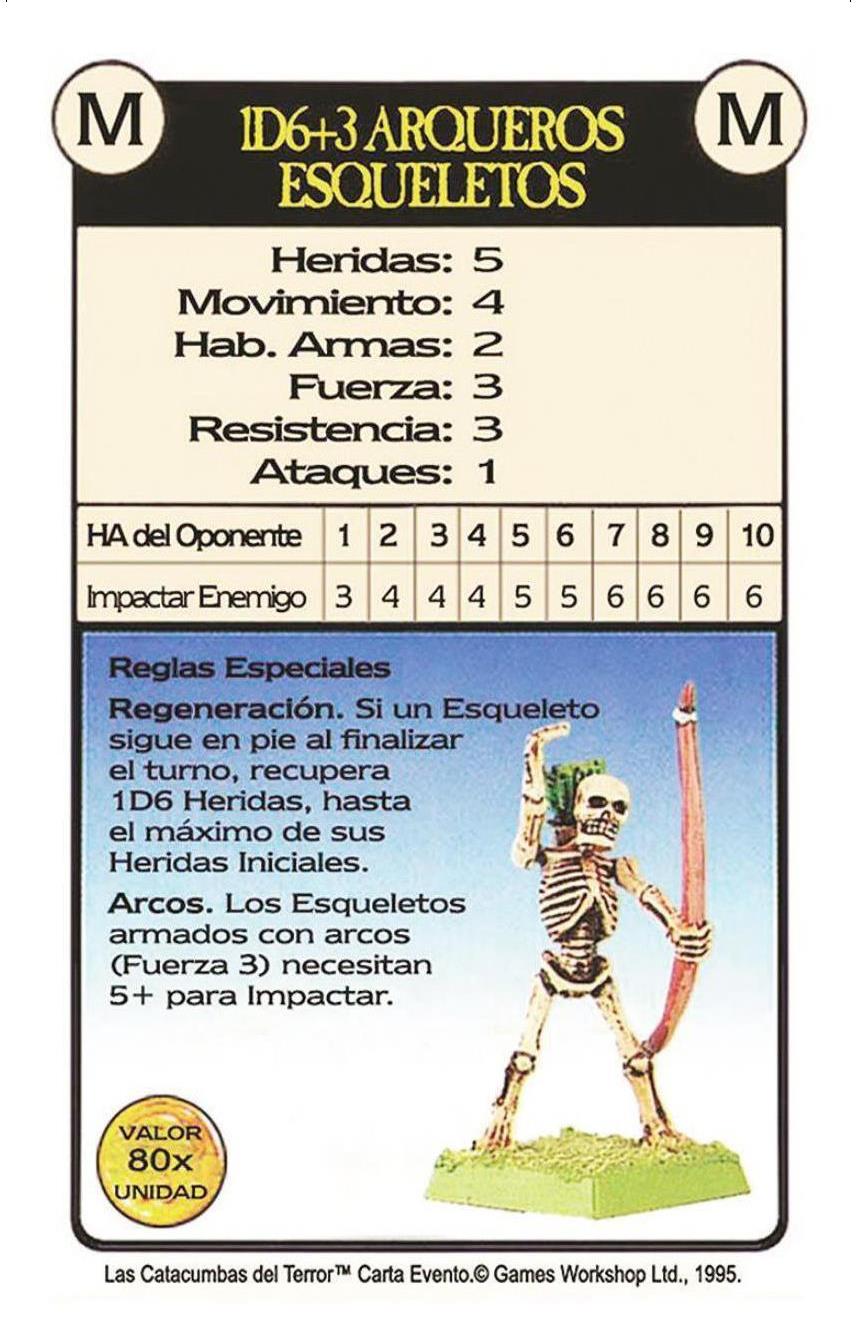 M
M
1D6+3 ARQUEROS
ESQUELETOS
Heridas: 5
Movimiento: 4
Hab. Armas: 2
Fuerza: 3
Resistencia: 3
Ataques: 1
HA del Oponente 1 2 3 4 5 6 7 8 9 10
Impactar Enemigo 3 4 4 4 5 5 6 6 6 6
Reglas Especiales
Regeneración. Si un Esqueleto
sigue en pie al finalizar
el turno, recupera
1D6 Heridas, hasta
el máximo de sus
Heridas Iniciales.
Arcos. Los Esqueletos
armados con arcos
(Fuerza 3) necesitan
5+ para Impactar.
VALOR
80x
UNIDAD
Las Catacumbas del Terror™ Carta Evento.© Games Workshop Ltd., 1995.